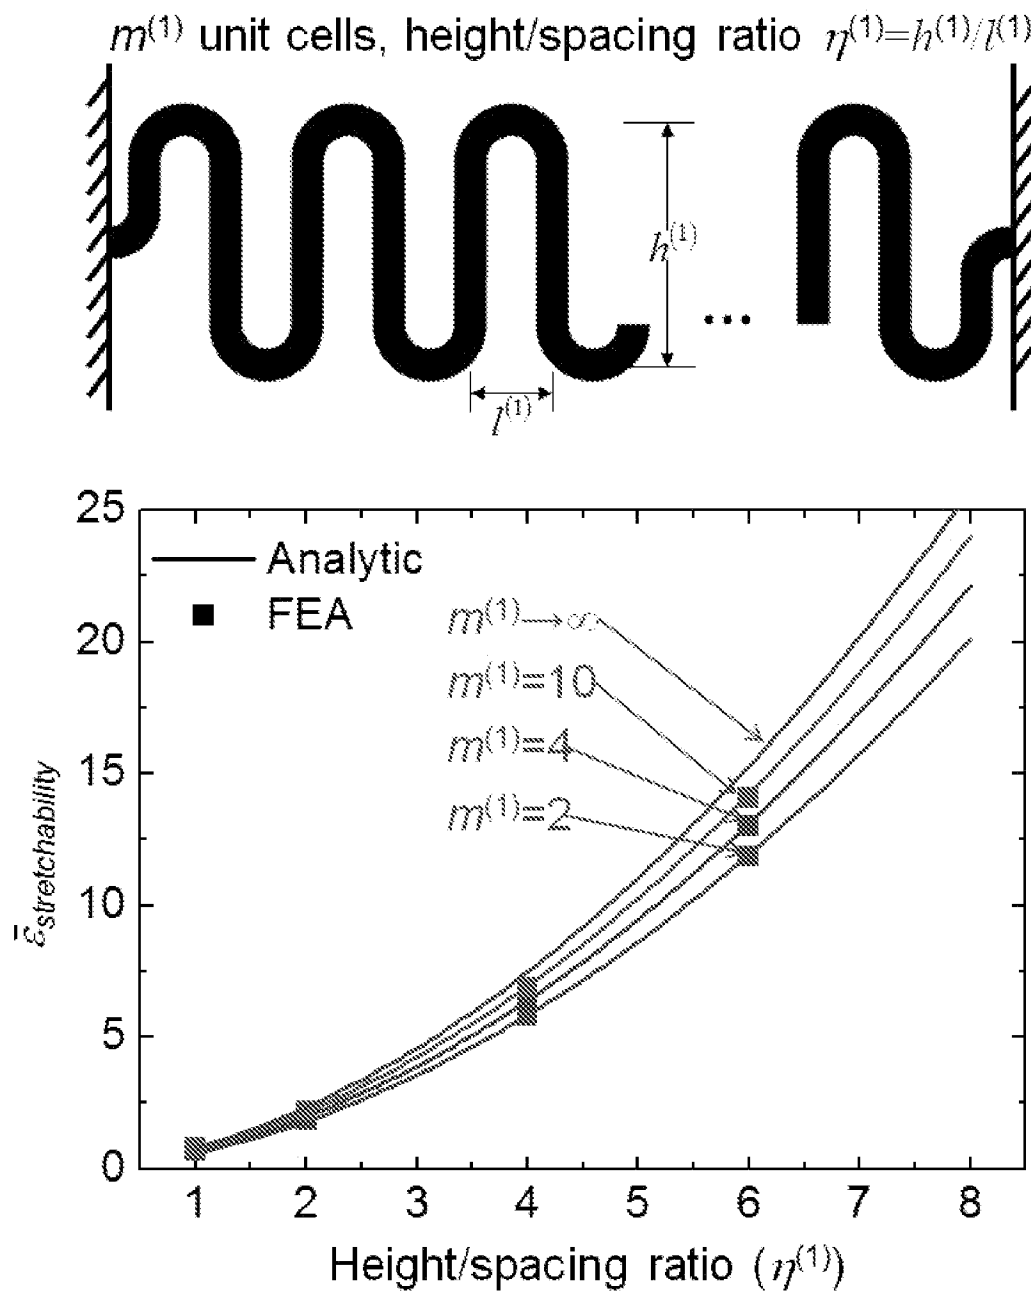 m⁽¹⁾ unit cells, height/spacing ratio η⁽¹⁾=h⁽¹⁾/l⁽¹⁾
h⁽¹⁾
...
l⁽¹⁾
25
20
15
10
5
0
Analytic
FEA
m⁽¹⁾→∞
m⁽¹⁾=10
m⁽¹⁾=4
m⁽¹⁾=2
ε̄stretchability
1 2 3 4 5 6 7 8
Height/spacing ratio (η⁽¹⁾)